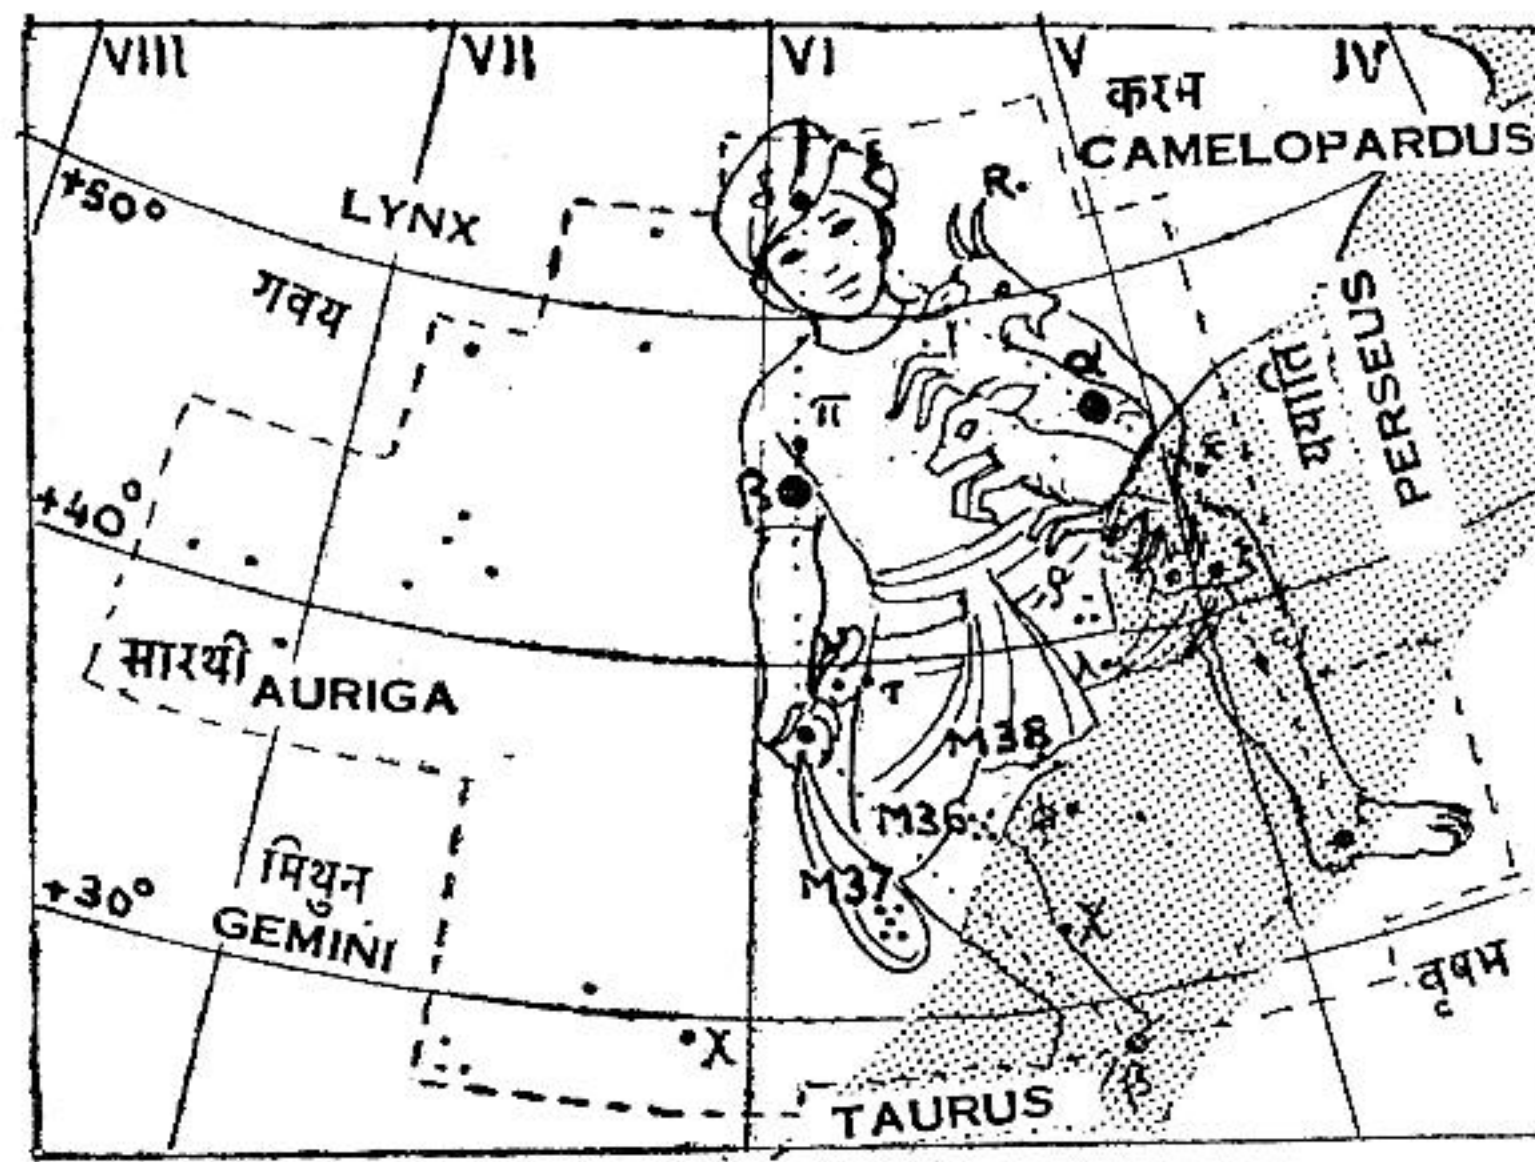 VIII
VII
VI
V
IV
करभ
CAMELOPARDUS
+50°
LYNX
गवय
δ
ξ
R
PERSEUS
ययाति
α
π
β
+40°
ρ
λ
ν
τ
सारथी
AURIGA
M38
M36
φ
M37
χ
मिथुन
GEMINI
+30°
वृषभ
χ
β
TAURUS